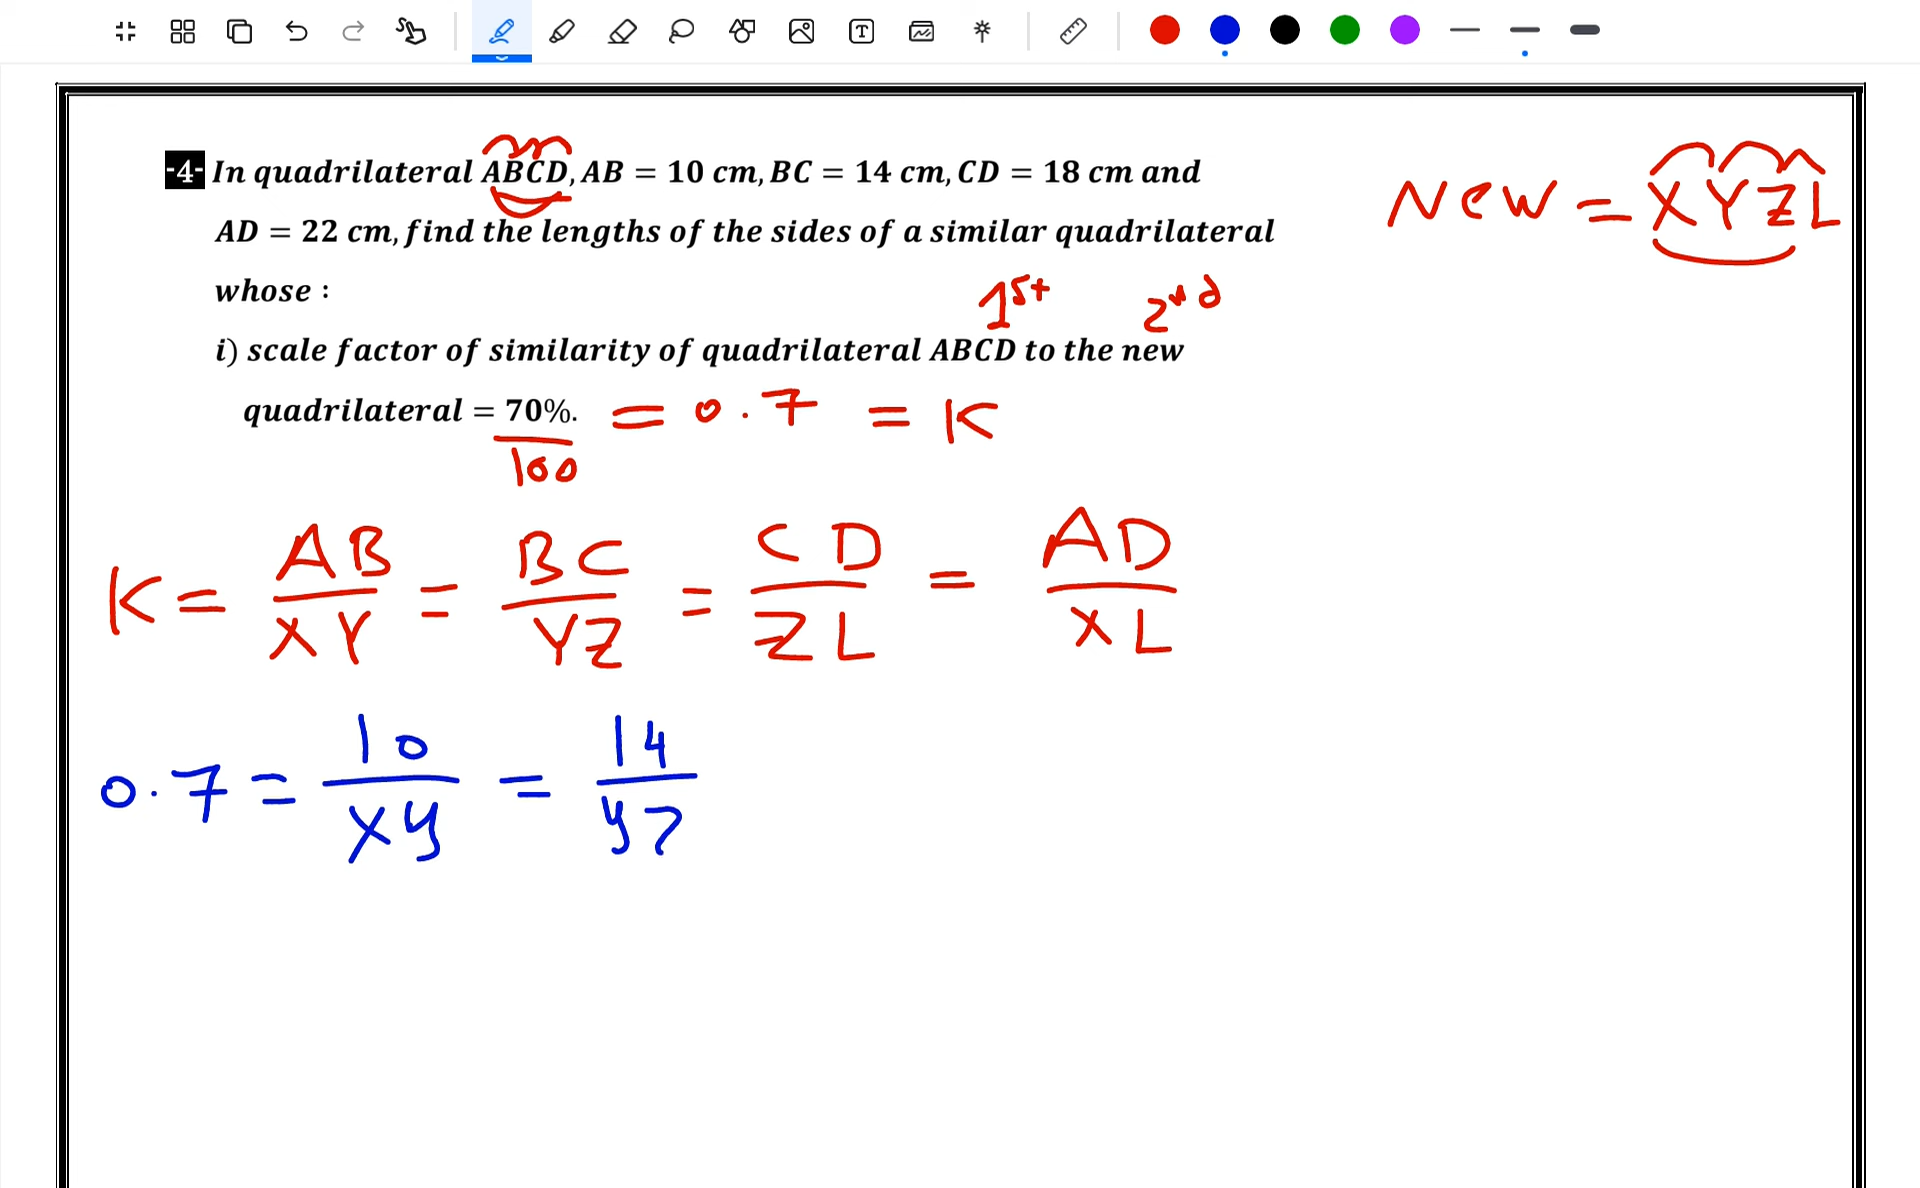 -4- In quadrilateral ABCD, AB = 10 cm, BC = 14 cm, CD = 18 cm and
New = XYZL
AD = 22 cm, find the lengths of the sides of a similar quadrilateral
whose :
1st 2nd
i) scale factor of similarity of quadrilateral ABCD to the new
quadrilateral = 70%. = 0.7 = K
100
K = AB/XY = BC/YZ = CD/ZL = AD/XL
0.7 = 10/xy = 14/yz